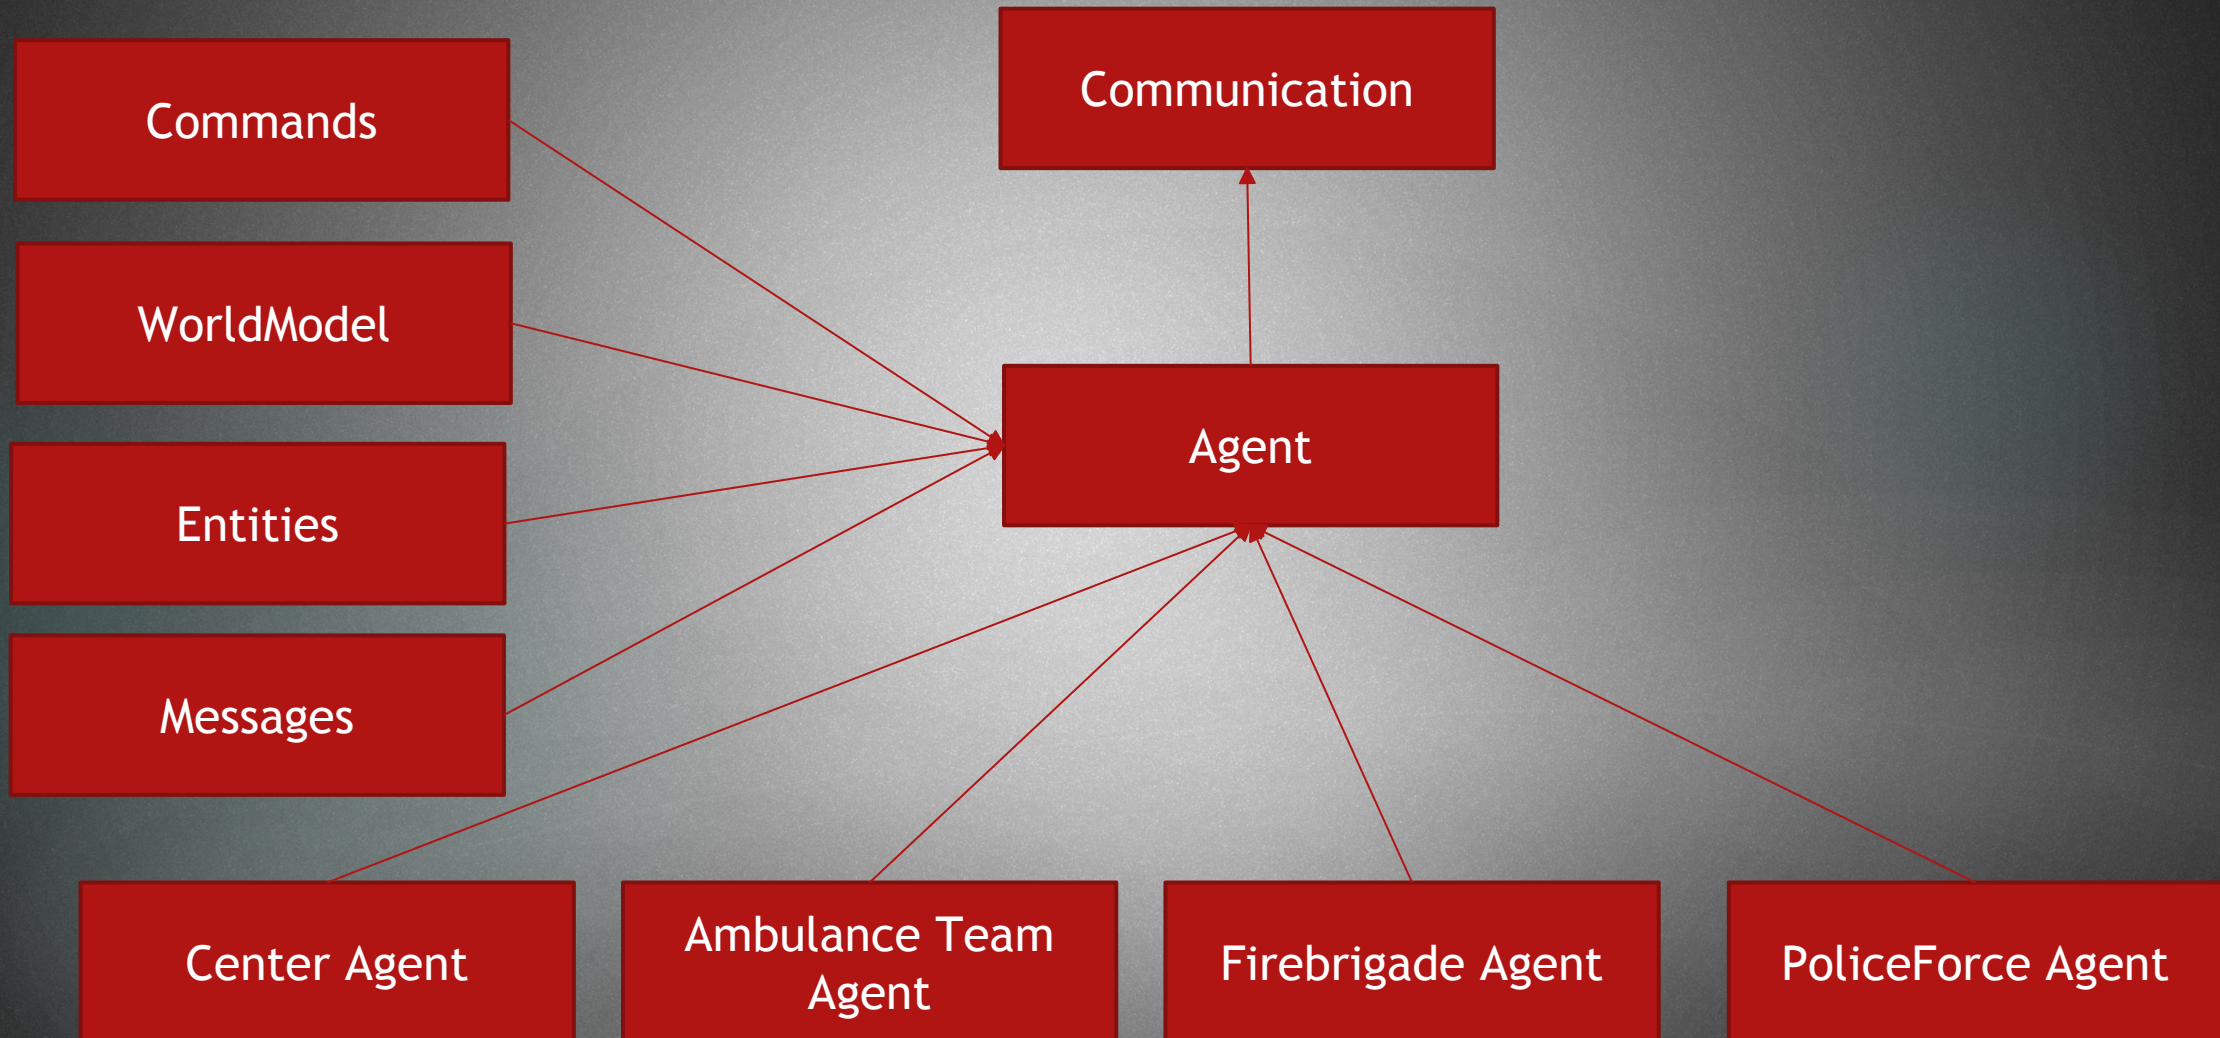 Communication
Commands
WorldModel
Agent
Entities
Messages
Center Agent
Ambulance Team
Agent
Firebrigade Agent
PoliceForce Agent